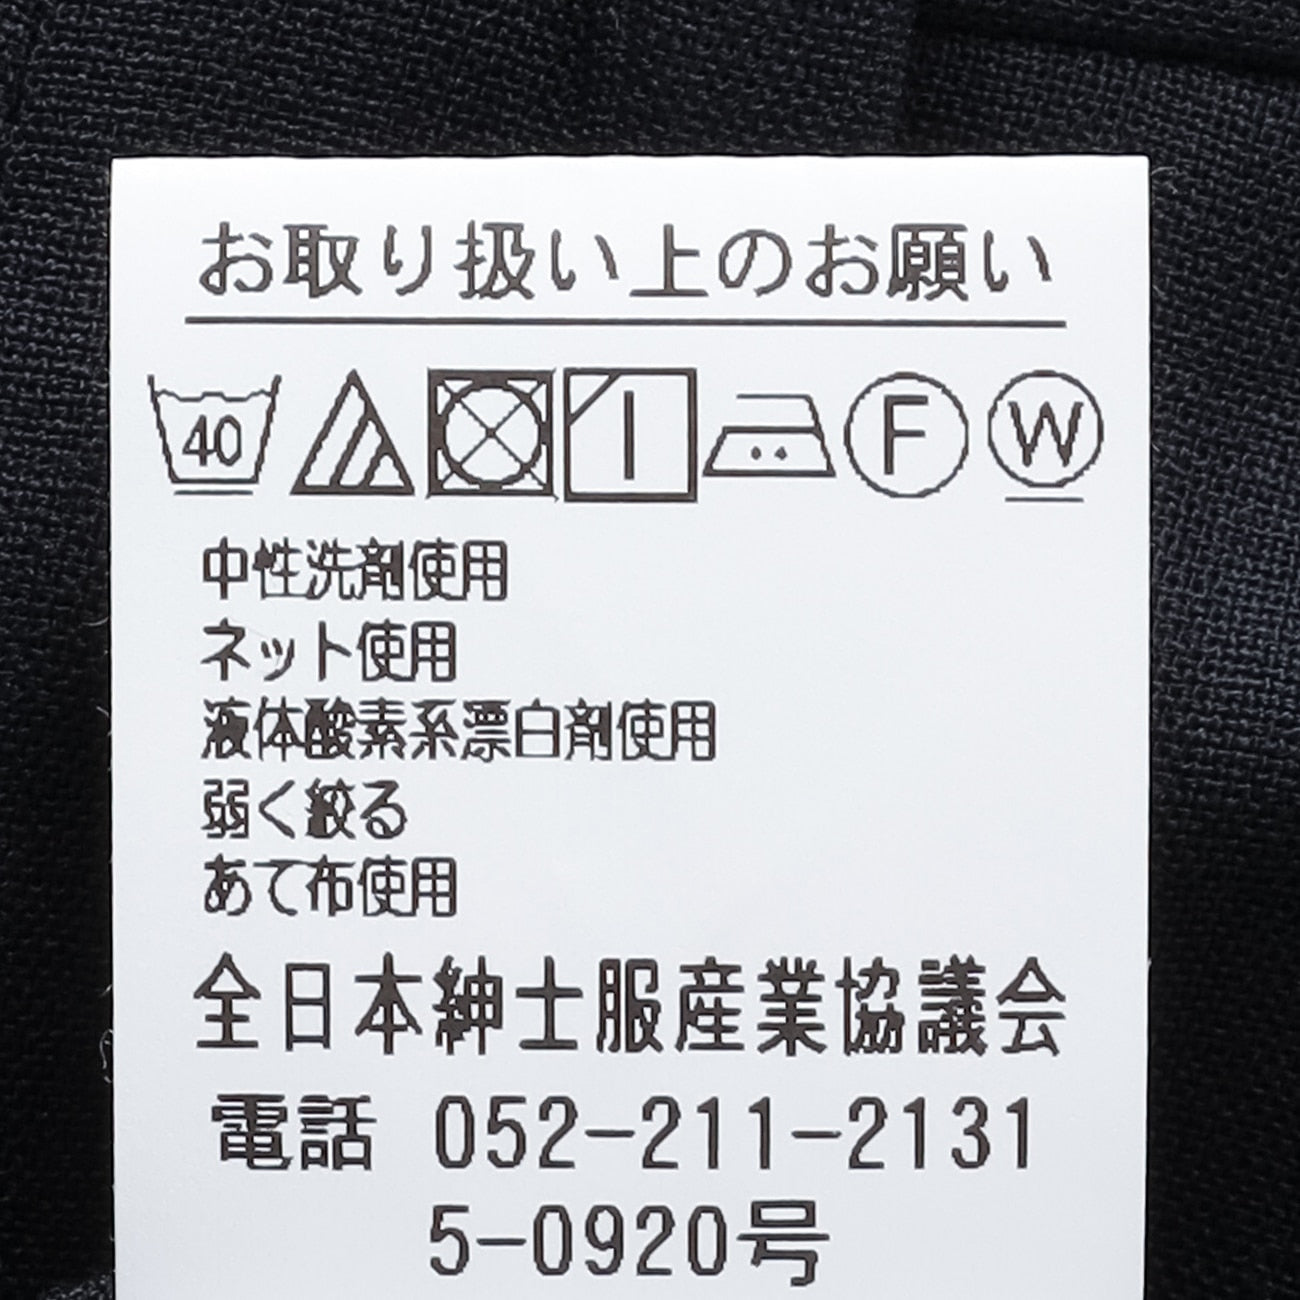 お取り扱い上のお願い
40 F W
中性洗剤使用
ネット使用
液体酸素系漂白剤使用
弱く絞る
あて布使用
全日本紳士服産業協議会
電話 052-211-2131
5-0920号